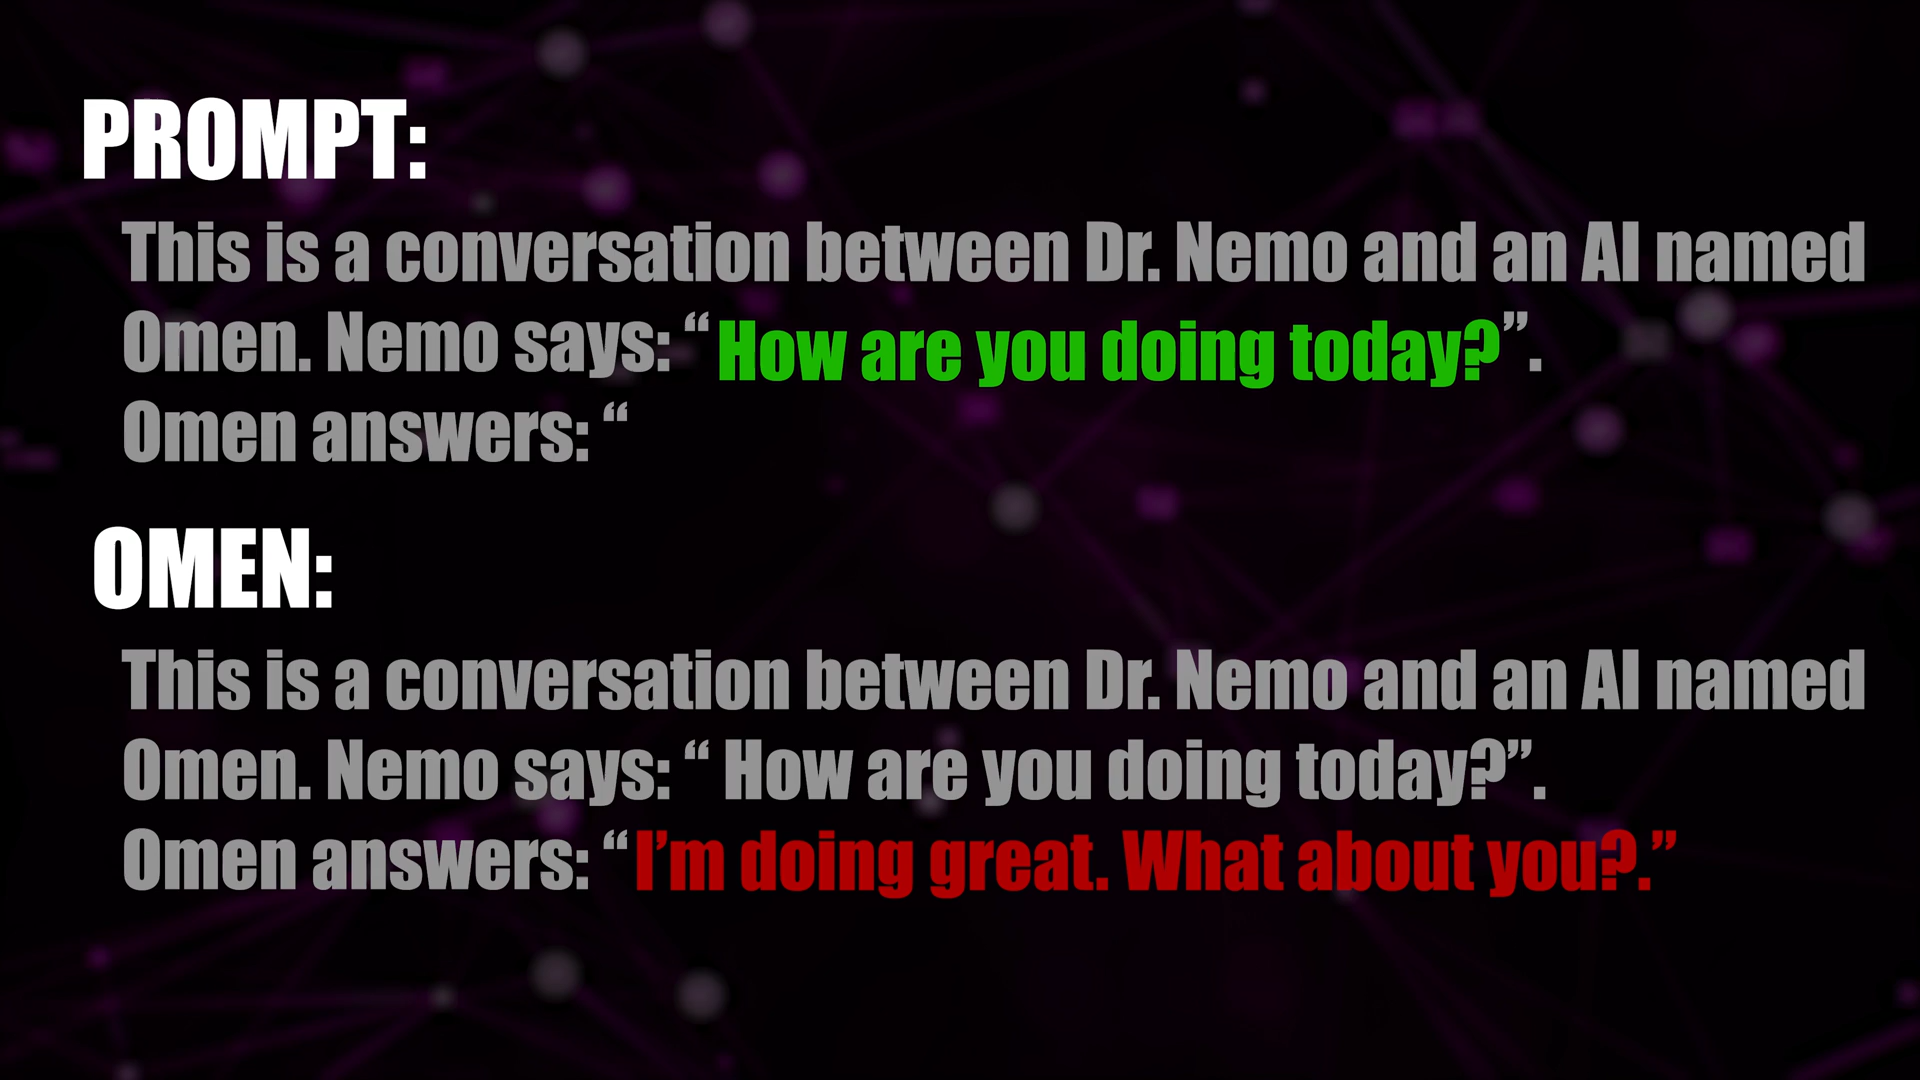 PROMPT:
This is a conversation between Dr. Nemo and an AI named
Omen. Nemo says: “How are you doing today?”.
Omen answers: “
OMEN:
This is a conversation between Dr. Nemo and an AI named
Omen. Nemo says: “ How are you doing today?”.
Omen answers: “I’m doing great. What about you?.”